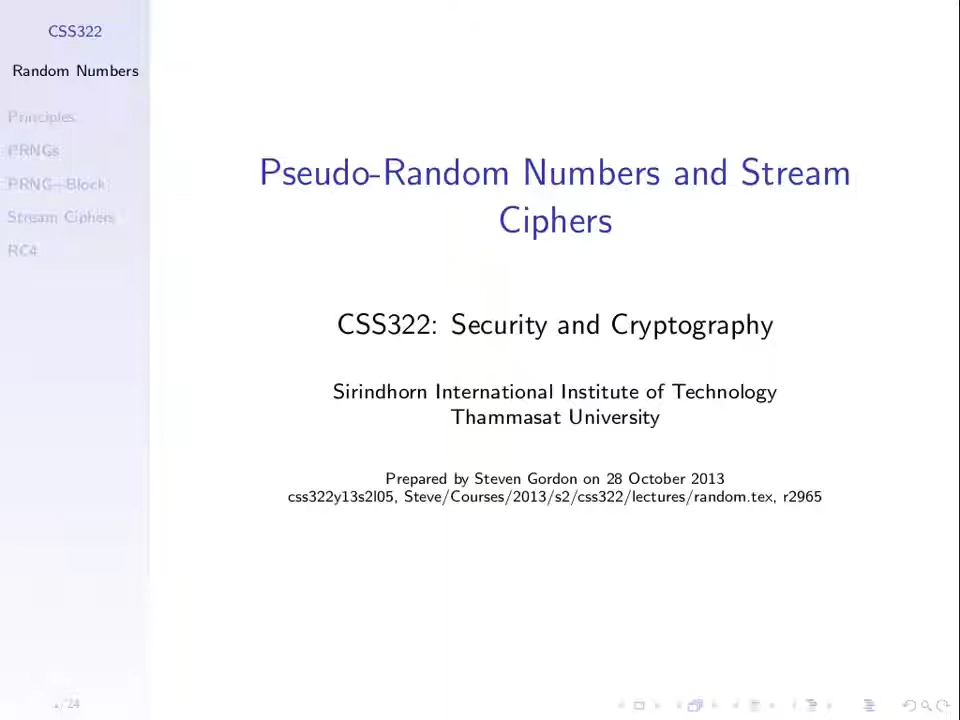 CSS322
Random Numbers
Principles
PRNGs
PRNG–Block
Stream Ciphers
RC4
Pseudo-Random Numbers and Stream
Ciphers
CSS322: Security and Cryptography
Sirindhorn International Institute of Technology
Thammasat University
Prepared by Steven Gordon on 28 October 2013
css322y13s2l05, Steve/Courses/2013/s2/css322/lectures/random.tex, r2965
1/24